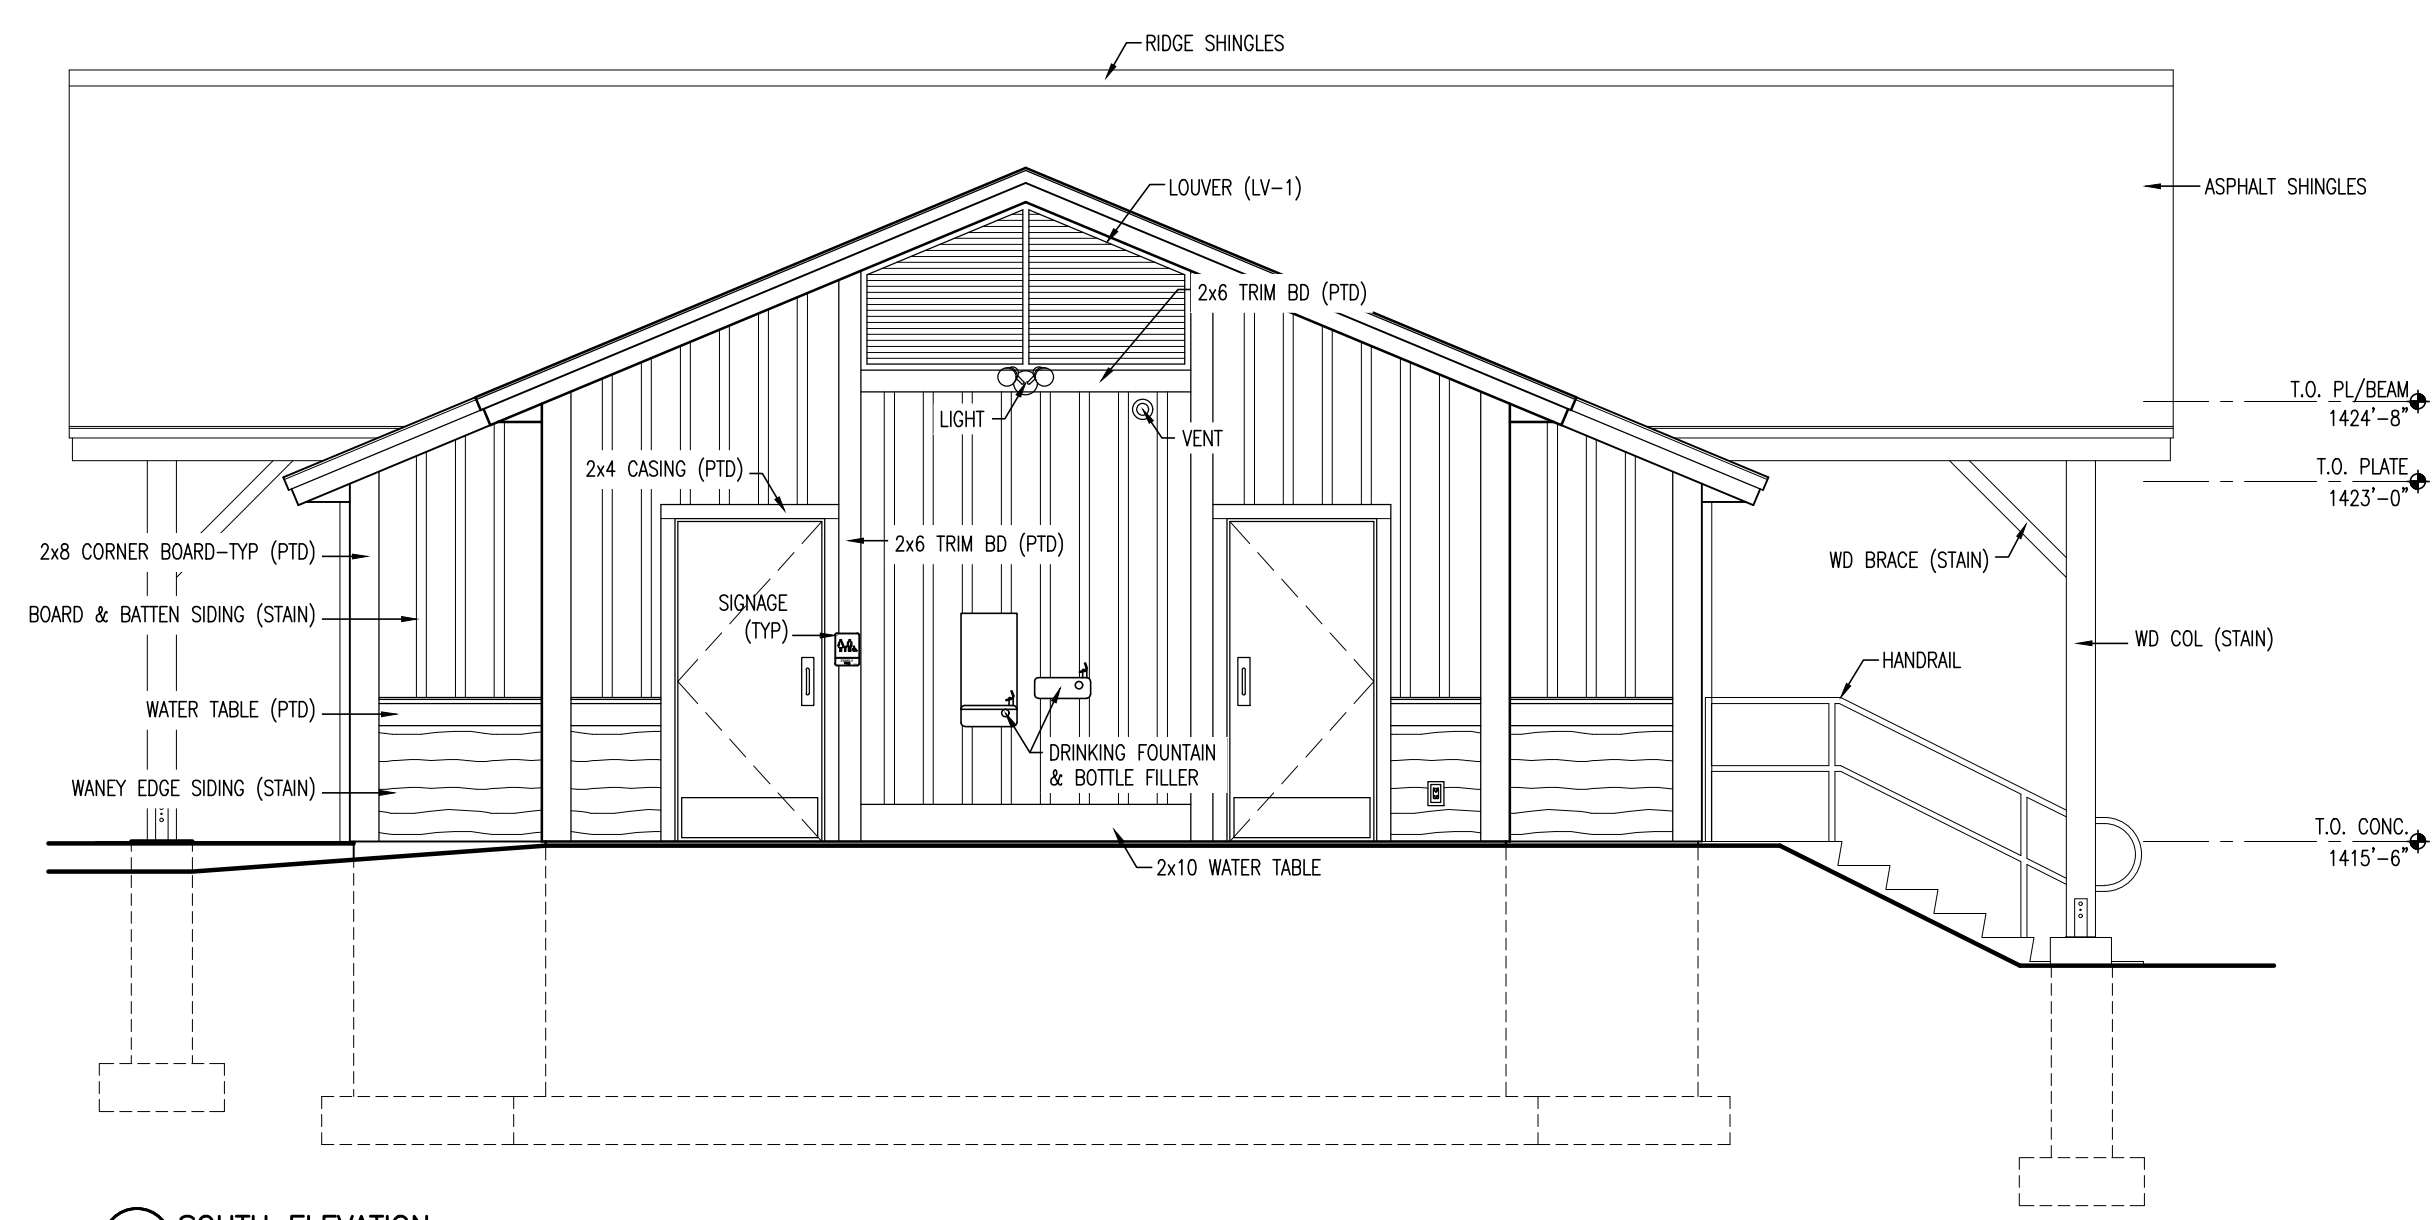 RIDGE SHINGLES
LOUVER (LV-1)
ASPHALT SHINGLES
2x6 TRIM BD (PTD)
T.O. PL/BEAM
1424'-8"
LIGHT
VENT
2x4 CASING (PTD)
T.O. PLATE
1423'-0"
2x8 CORNER BOARD-TYP (PTD)
2x6 TRIM BD (PTD)
WD BRACE (STAIN)
BOARD & BATTEN SIDING (STAIN)
SIGNAGE
(TYP)
WD COL (STAIN)
HANDRAIL
WATER TABLE (PTD)
DRINKING FOUNTAIN
& BOTTLE FILLER
WANEY EDGE SIDING (STAIN)
T.O. CONC.
1415'-6"
2x10 WATER TABLE
SOUTH ELEVATION